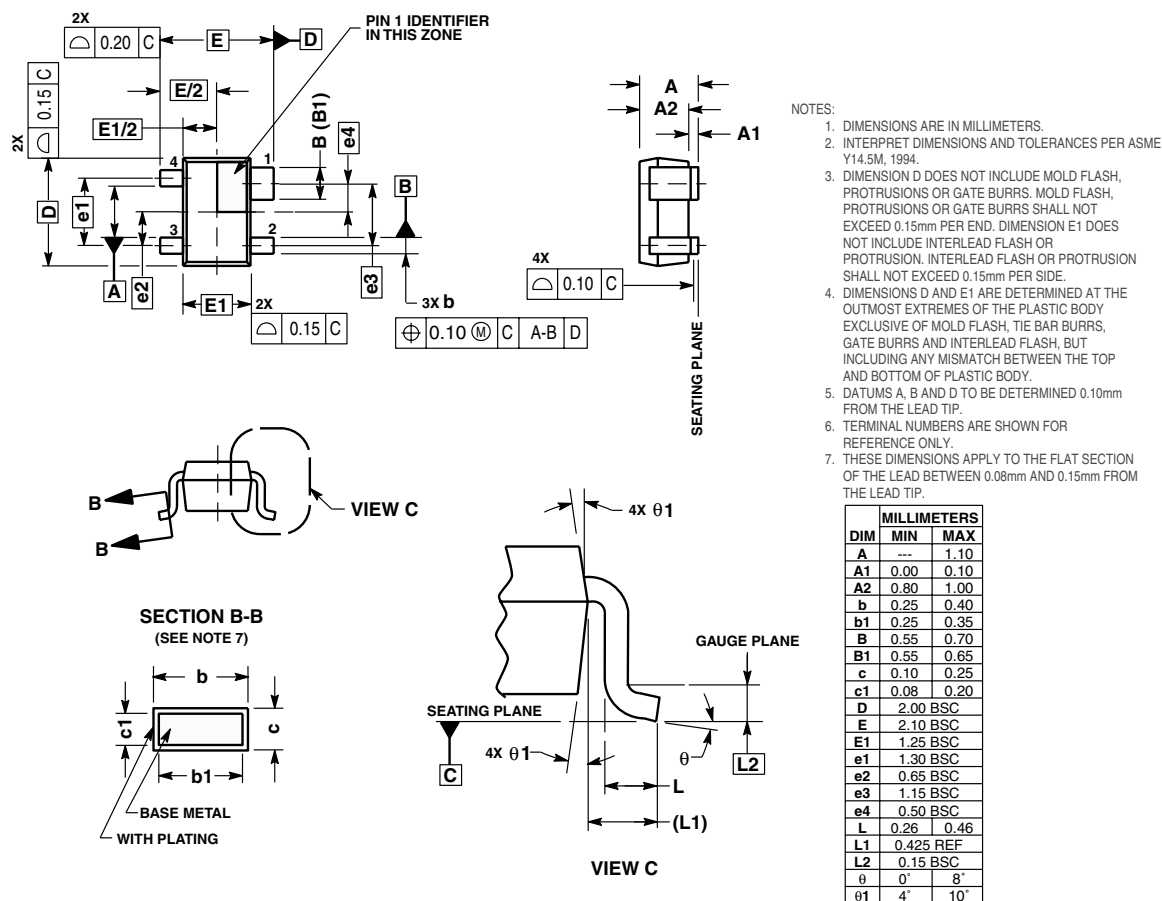 2X
⌓ 0.20 C
E
D
PIN 1 IDENTIFIER
IN THIS ZONE
2X
⌓ 0.15 C
E/2
E1/2
B (B1)
e4
4
1
3
2
D
e1
A
e2
E1
2X
⌓ 0.15 C
B
e3
3X b
⌖ 0.10 Ⓜ C A-B D
A
A2
A1
4X
⌓ 0.10 C
SEATING PLANE
B
B
VIEW C
SECTION B-B
(SEE NOTE 7)
b
c1
c
b1
BASE METAL
WITH PLATING
4X θ1
GAUGE PLANE
SEATING PLANE
C
4X θ1
θ
L2
L
(L1)
VIEW C
NOTES:
1. DIMENSIONS ARE IN MILLIMETERS.
2. INTERPRET DIMENSIONS AND TOLERANCES PER ASME
Y14.5M, 1994.
3. DIMENSION D DOES NOT INCLUDE MOLD FLASH,
PROTRUSIONS OR GATE BURRS. MOLD FLASH,
PROTRUSIONS OR GATE BURRS SHALL NOT
EXCEED 0.15mm PER END. DIMENSION E1 DOES
NOT INCLUDE INTERLEAD FLASH OR
PROTRUSION. INTERLEAD FLASH OR PROTRUSION
SHALL NOT EXCEED 0.15mm PER SIDE.
4. DIMENSIONS D AND E1 ARE DETERMINED AT THE
OUTMOST EXTREMES OF THE PLASTIC BODY
EXCLUSIVE OF MOLD FLASH, TIE BAR BURRS,
GATE BURRS AND INTERLEAD FLASH, BUT
INCLUDING ANY MISMATCH BETWEEN THE TOP
AND BOTTOM OF PLASTIC BODY.
5. DATUMS A, B AND D TO BE DETERMINED 0.10mm
FROM THE LEAD TIP.
6. TERMINAL NUMBERS ARE SHOWN FOR
REFERENCE ONLY.
7. THESE DIMENSIONS APPLY TO THE FLAT SECTION
OF THE LEAD BETWEEN 0.08mm AND 0.15mm FROM
THE LEAD TIP.
MILLIMETERS
DIM MIN MAX
A --- 1.10
A1 0.00 0.10
A2 0.80 1.00
b 0.25 0.40
b1 0.25 0.35
B 0.55 0.70
B1 0.55 0.65
c 0.10 0.25
c1 0.08 0.20
D 2.00 BSC
E 2.10 BSC
E1 1.25 BSC
e1 1.30 BSC
e2 0.65 BSC
e3 1.15 BSC
e4 0.50 BSC
L 0.26 0.46
L1 0.425 REF
L2 0.15 BSC
θ 0° 8°
θ1 4° 10°